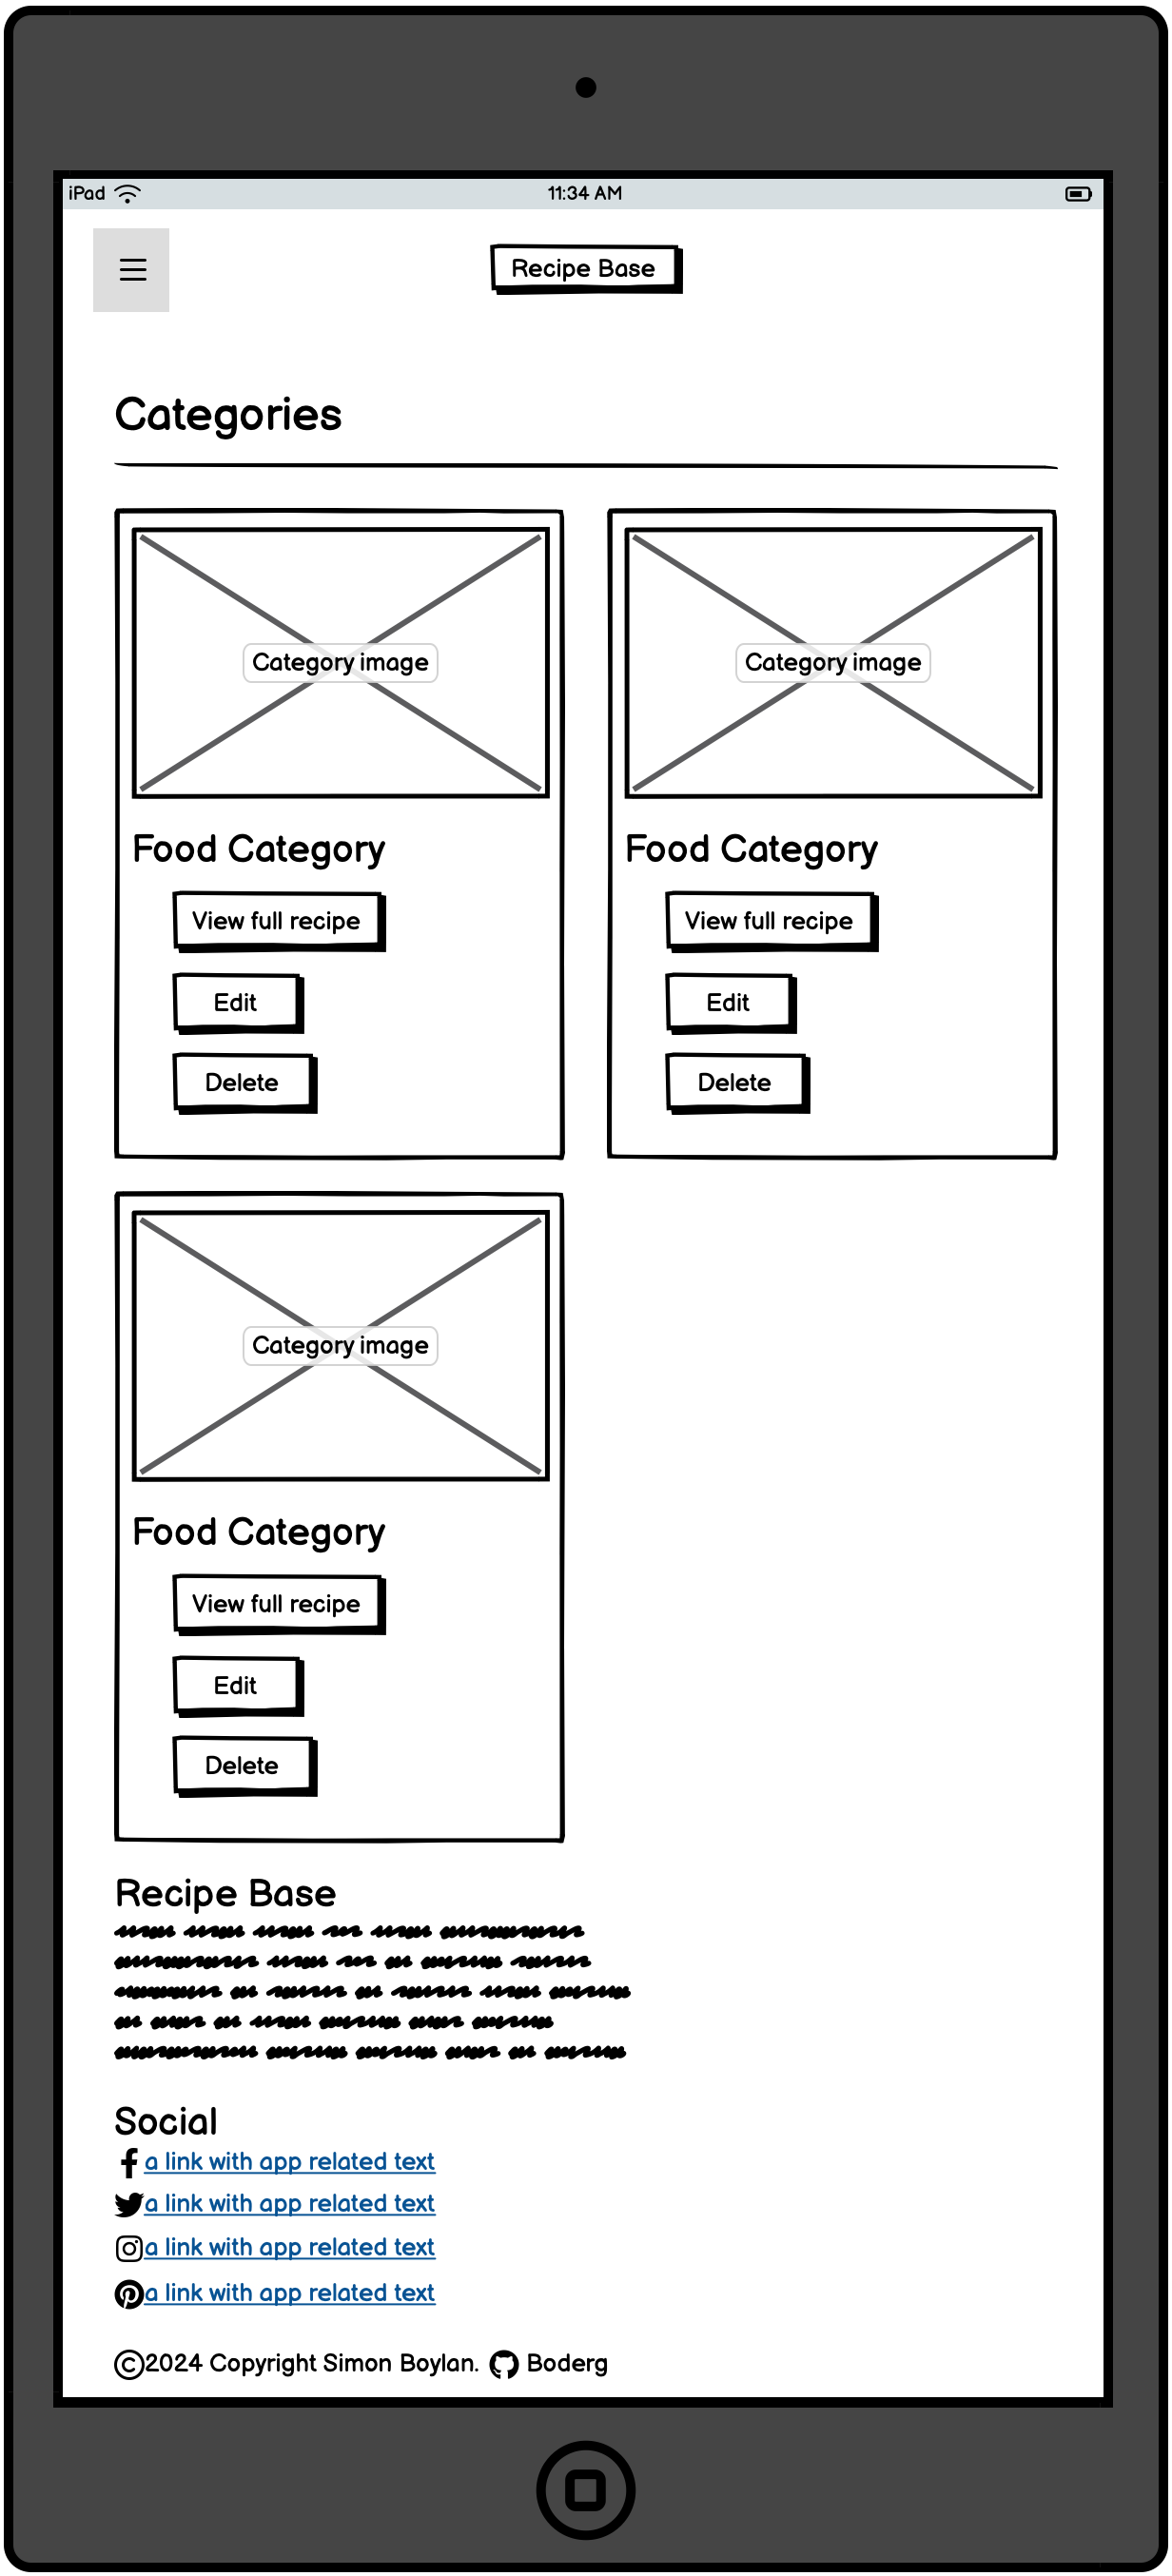 iPad 11:34 AM
Recipe Base
Categories
Category image Category image
Food Category Food Category
View full recipe View full recipe
Edit Edit
Delete Delete
Category image
Food Category
View full recipe
Edit
Delete
Recipe Base
Social
a link with app related text
a link with app related text
a link with app related text
a link with app related text
©2024 Copyright Simon Boylan. Boderg